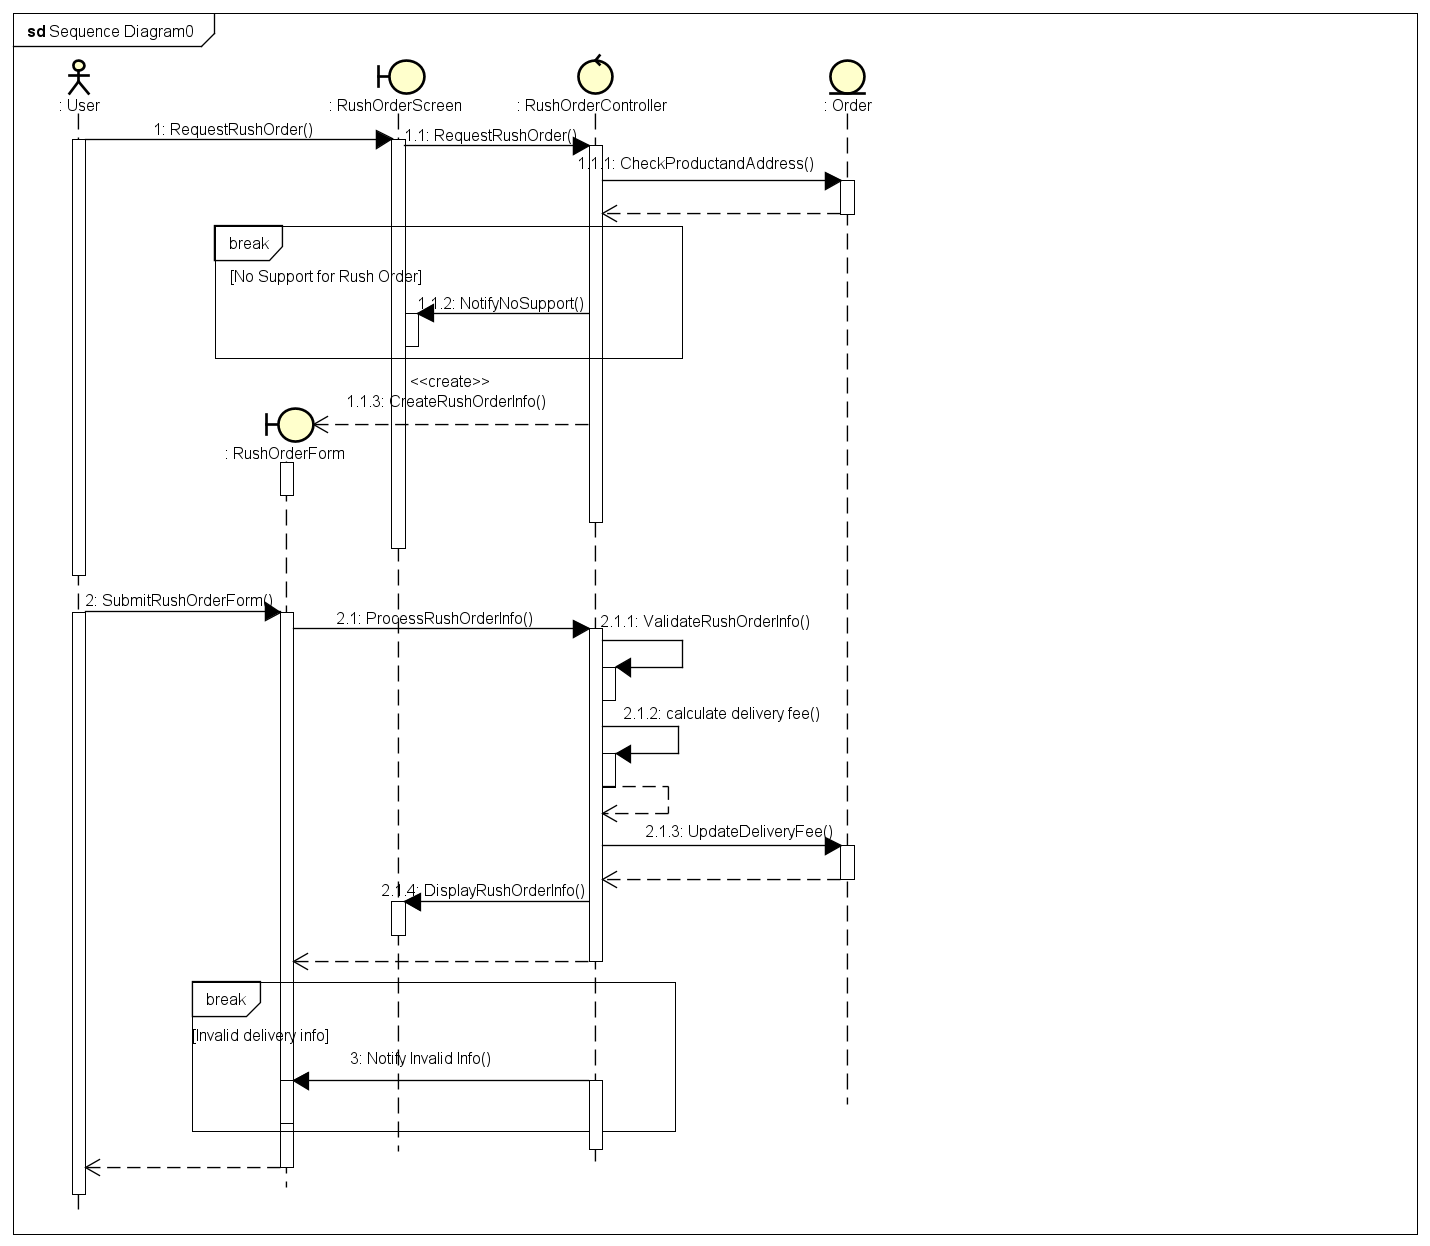 sd Sequence Diagram0
: User
: RushOrderScreen
: RushOrderController
: Order
1: RequestRushOrder()
1.1: RequestRushOrder()
1.1.1: CheckProductandAddress()
break
[No Support for Rush Order]
1.1.2: NotifyNoSupport()
<<create>>
1.1.3: CreateRushOrderInfo()
: RushOrderForm
2: SubmitRushOrderForm()
2.1: ProcessRushOrderInfo()
2.1.1: ValidateRushOrderInfo()
2.1.2: calculate delivery fee()
2.1.3: UpdateDeliveryFee()
2.1.4: DisplayRushOrderInfo()
break
[Invalid delivery info]
3: Notify Invalid Info()